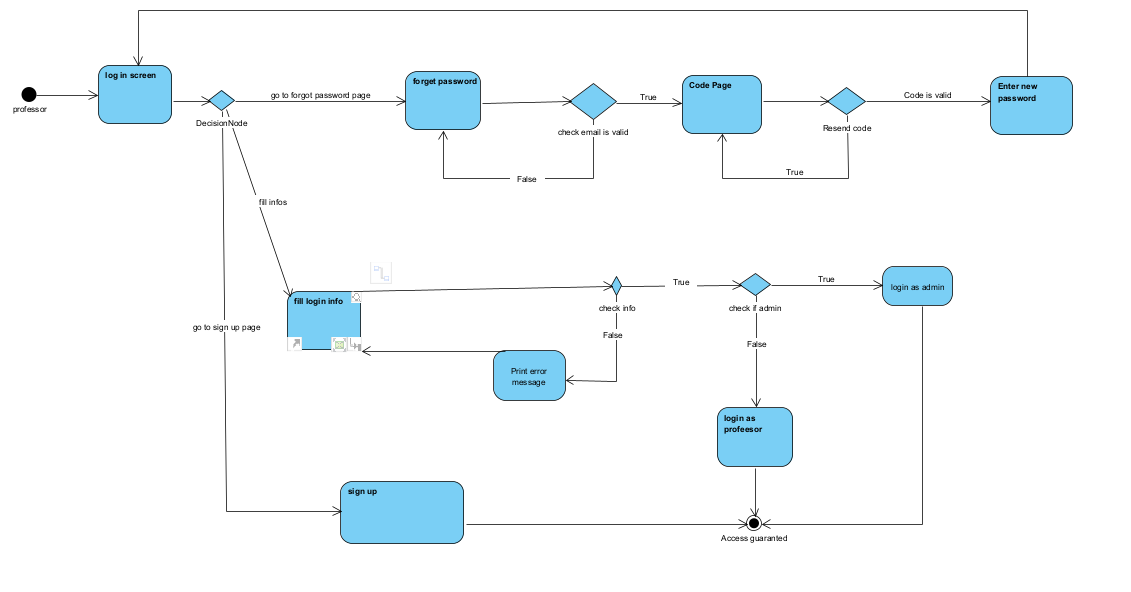 log in screen
professor
DecisionNode
go to forgot password page
forget password
check email is valid
False
True
Code Page
Resend code
True
Code is valid
Enter new
password
fill infos
go to sign up page
fill login info
check info
True
False
Print error
message
check if admin
True
login as admin
False
login as
profeesor
sign up
Access guaranted